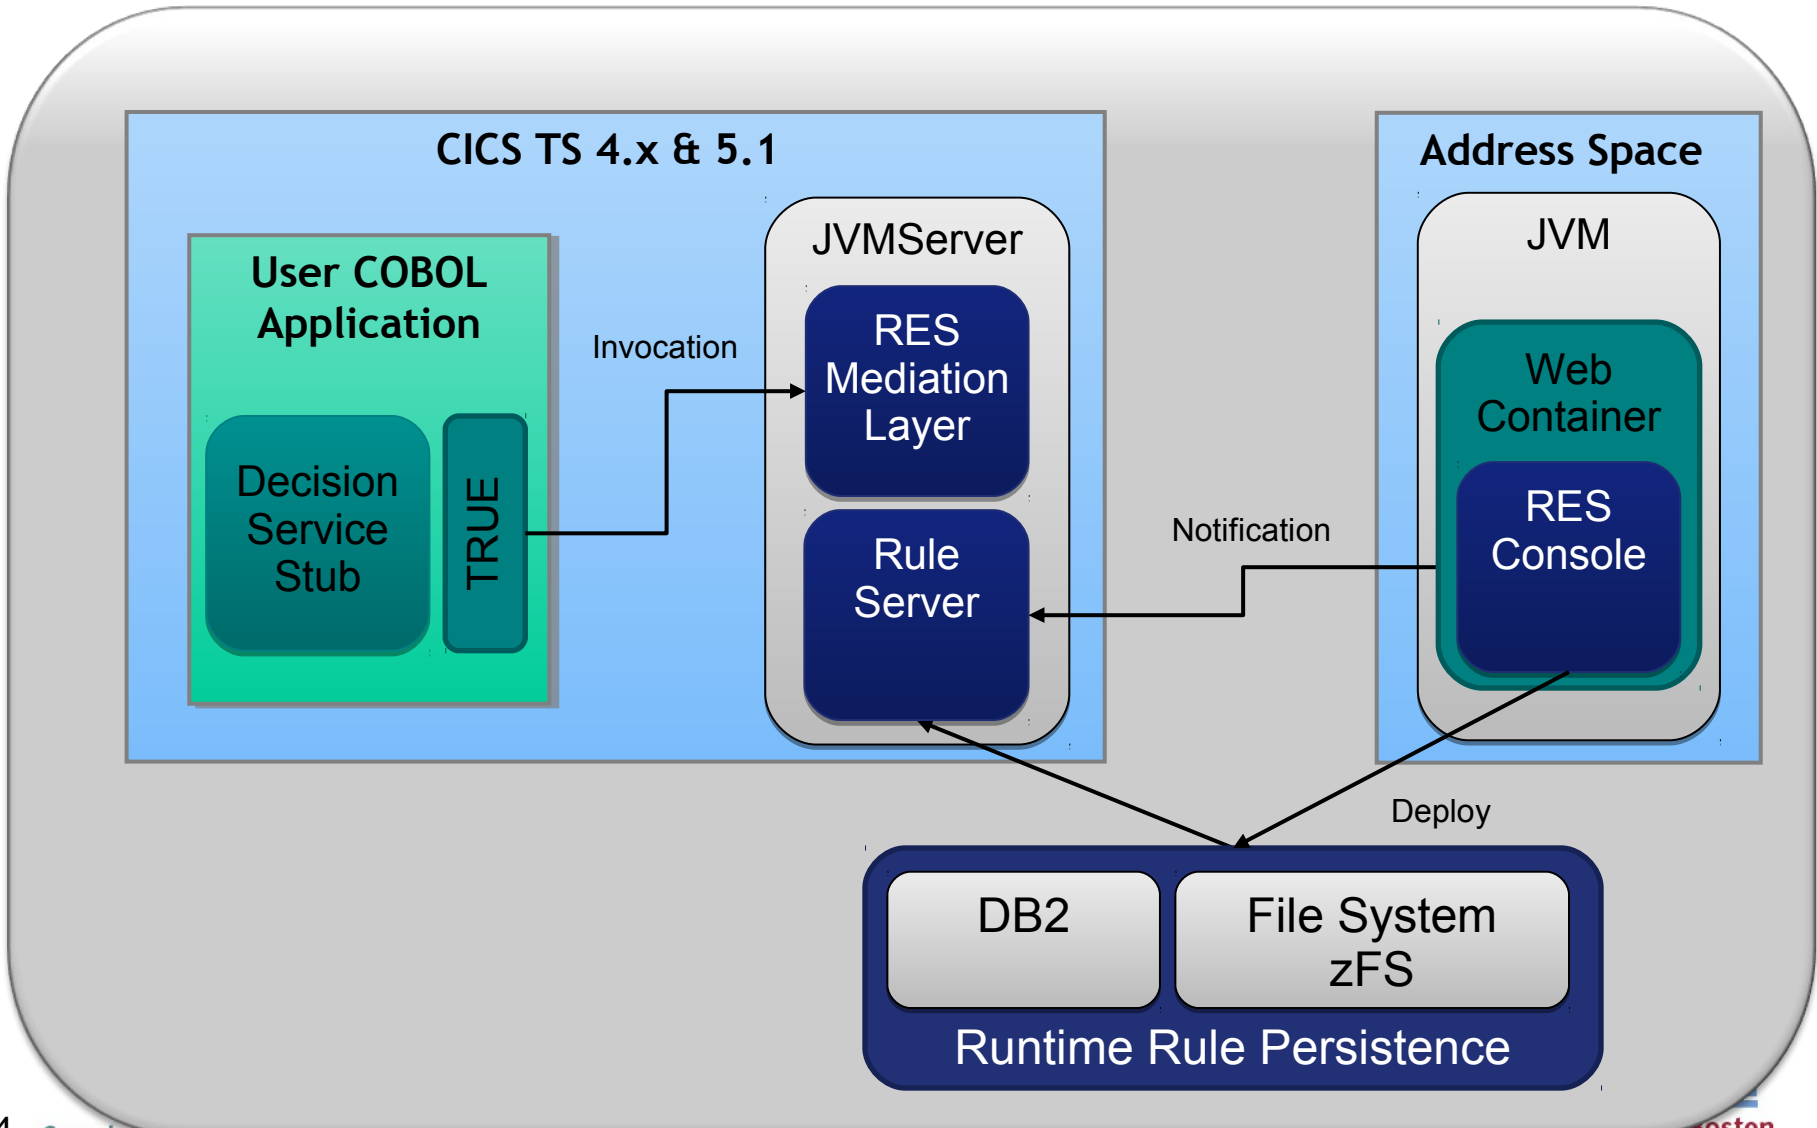 CICS TS 4.x & 5.1
User COBOL
Application
Decision
Service
Stub
TRUE
Invocation
JVMServer
RES
Mediation
Layer
Rule
Server
Notification
Address Space
JVM
Web
Container
RES
Console
Deploy
DB2
File System
zFS
Runtime Rule Persistence